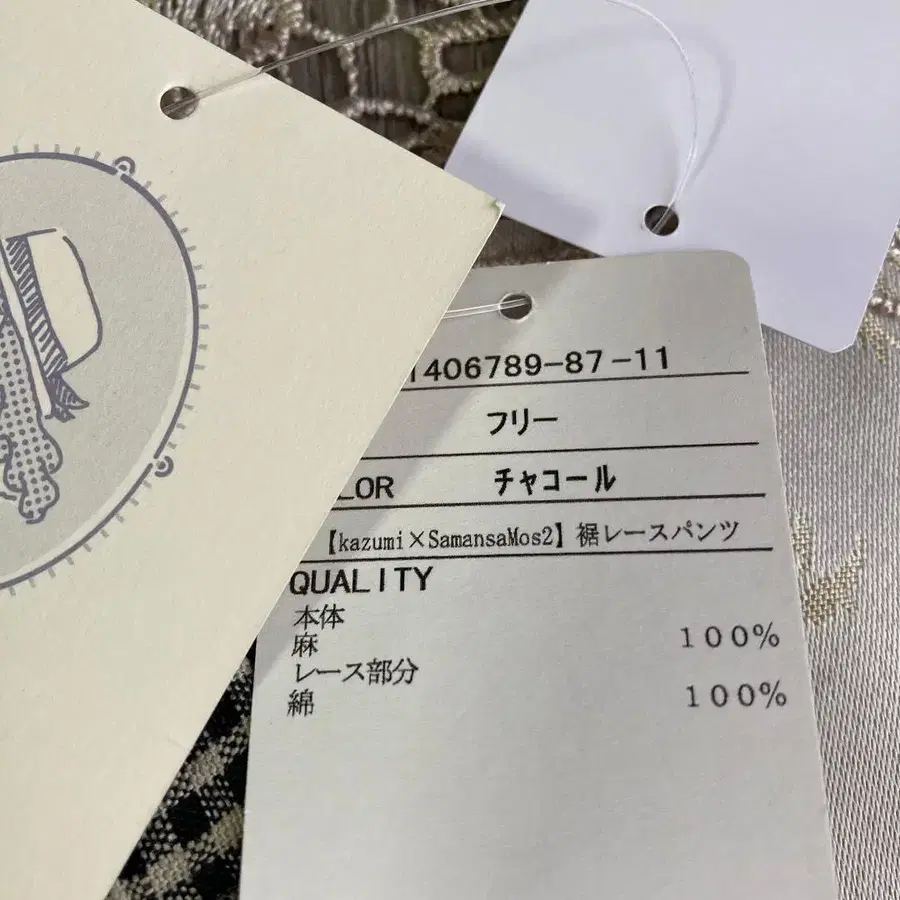 1406789-87-11
フリー
LOR チャコール
【kazumi×SamansaMos2】裾レースパンツ
QUALITY
本体
麻 100%
レース部分
綿 100%